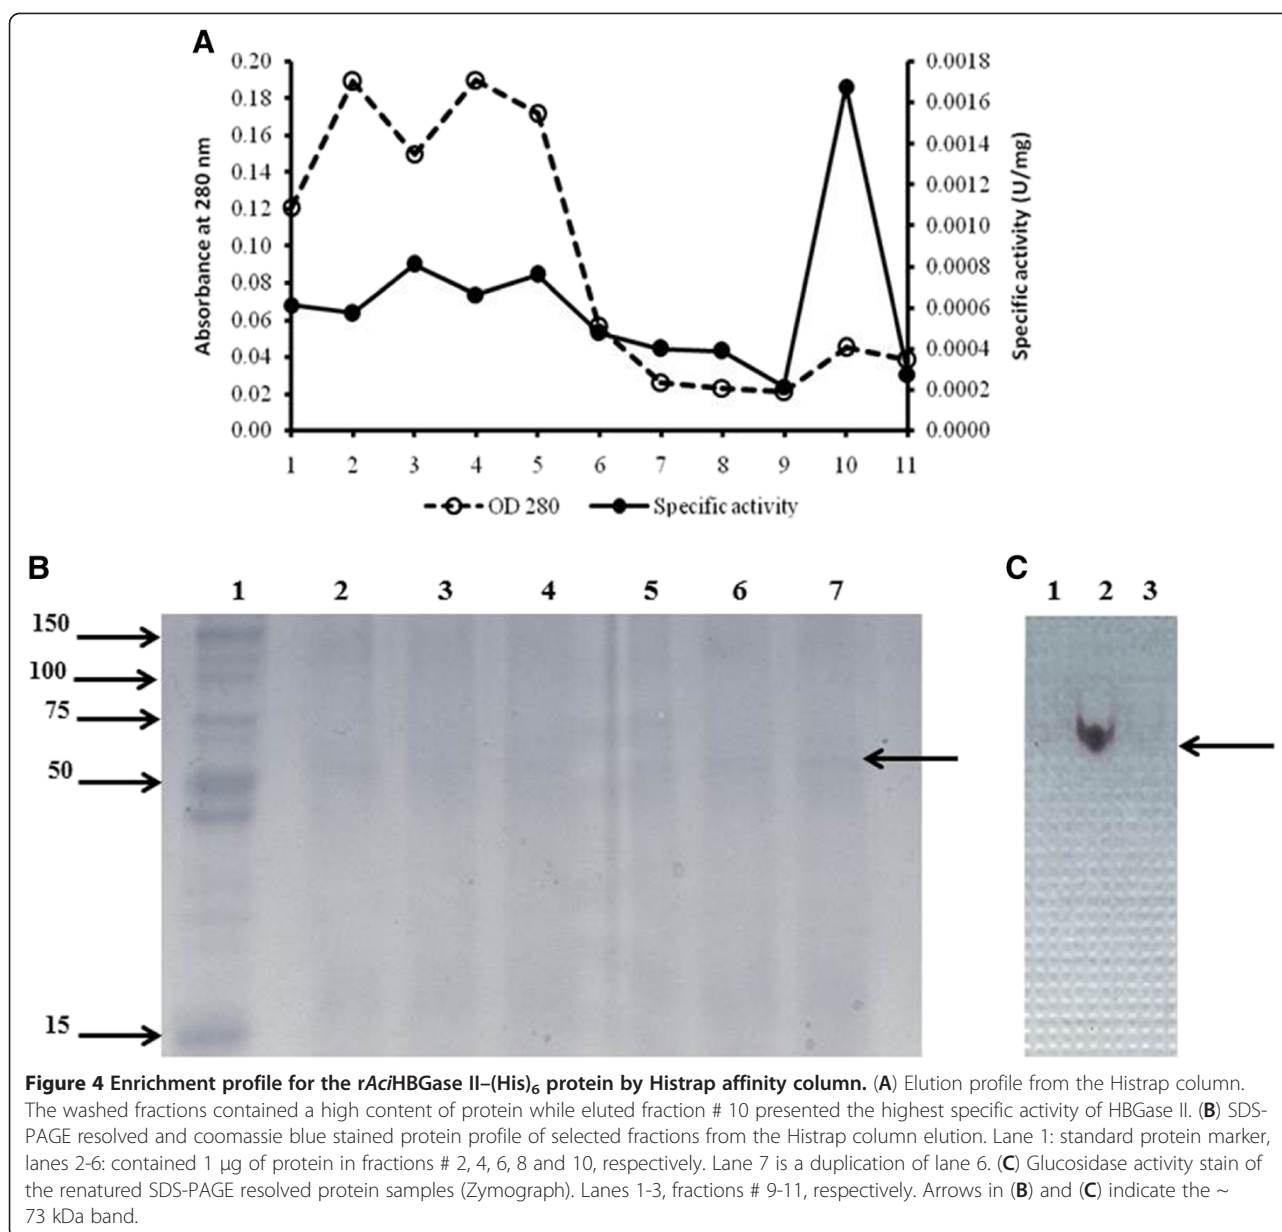 A
0.20
0.18
0.16
0.14
0.12
0.10
0.08
0.06
0.04
0.02
0.00
Absorbance at 280 nm
0.0018
0.0016
0.0014
0.0012
0.0010
0.0008
0.0006
0.0004
0.0002
0.0000
Specific activity (U/mg)
1 2 3 4 5 6 7 8 9 10 11
OD 280 Specific activity
B
1 2 3 4 5 6 7
150
100
75
50
15
C
1 2 3
Figure 4 Enrichment profile for the rAciHBGase II–(His)6 protein by Histrap affinity column. (A) Elution profile from the Histrap column.
The washed fractions contained a high content of protein while eluted fraction # 10 presented the highest specific activity of HBGase II. (B) SDS-
PAGE resolved and coomassie blue stained protein profile of selected fractions from the Histrap column elution. Lane 1: standard protein marker,
lanes 2-6: contained 1 μg of protein in fractions # 2, 4, 6, 8 and 10, respectively. Lane 7 is a duplication of lane 6. (C) Glucosidase activity stain of
the renatured SDS-PAGE resolved protein samples (Zymograph). Lanes 1-3, fractions # 9-11, respectively. Arrows in (B) and (C) indicate the ~
73 kDa band.